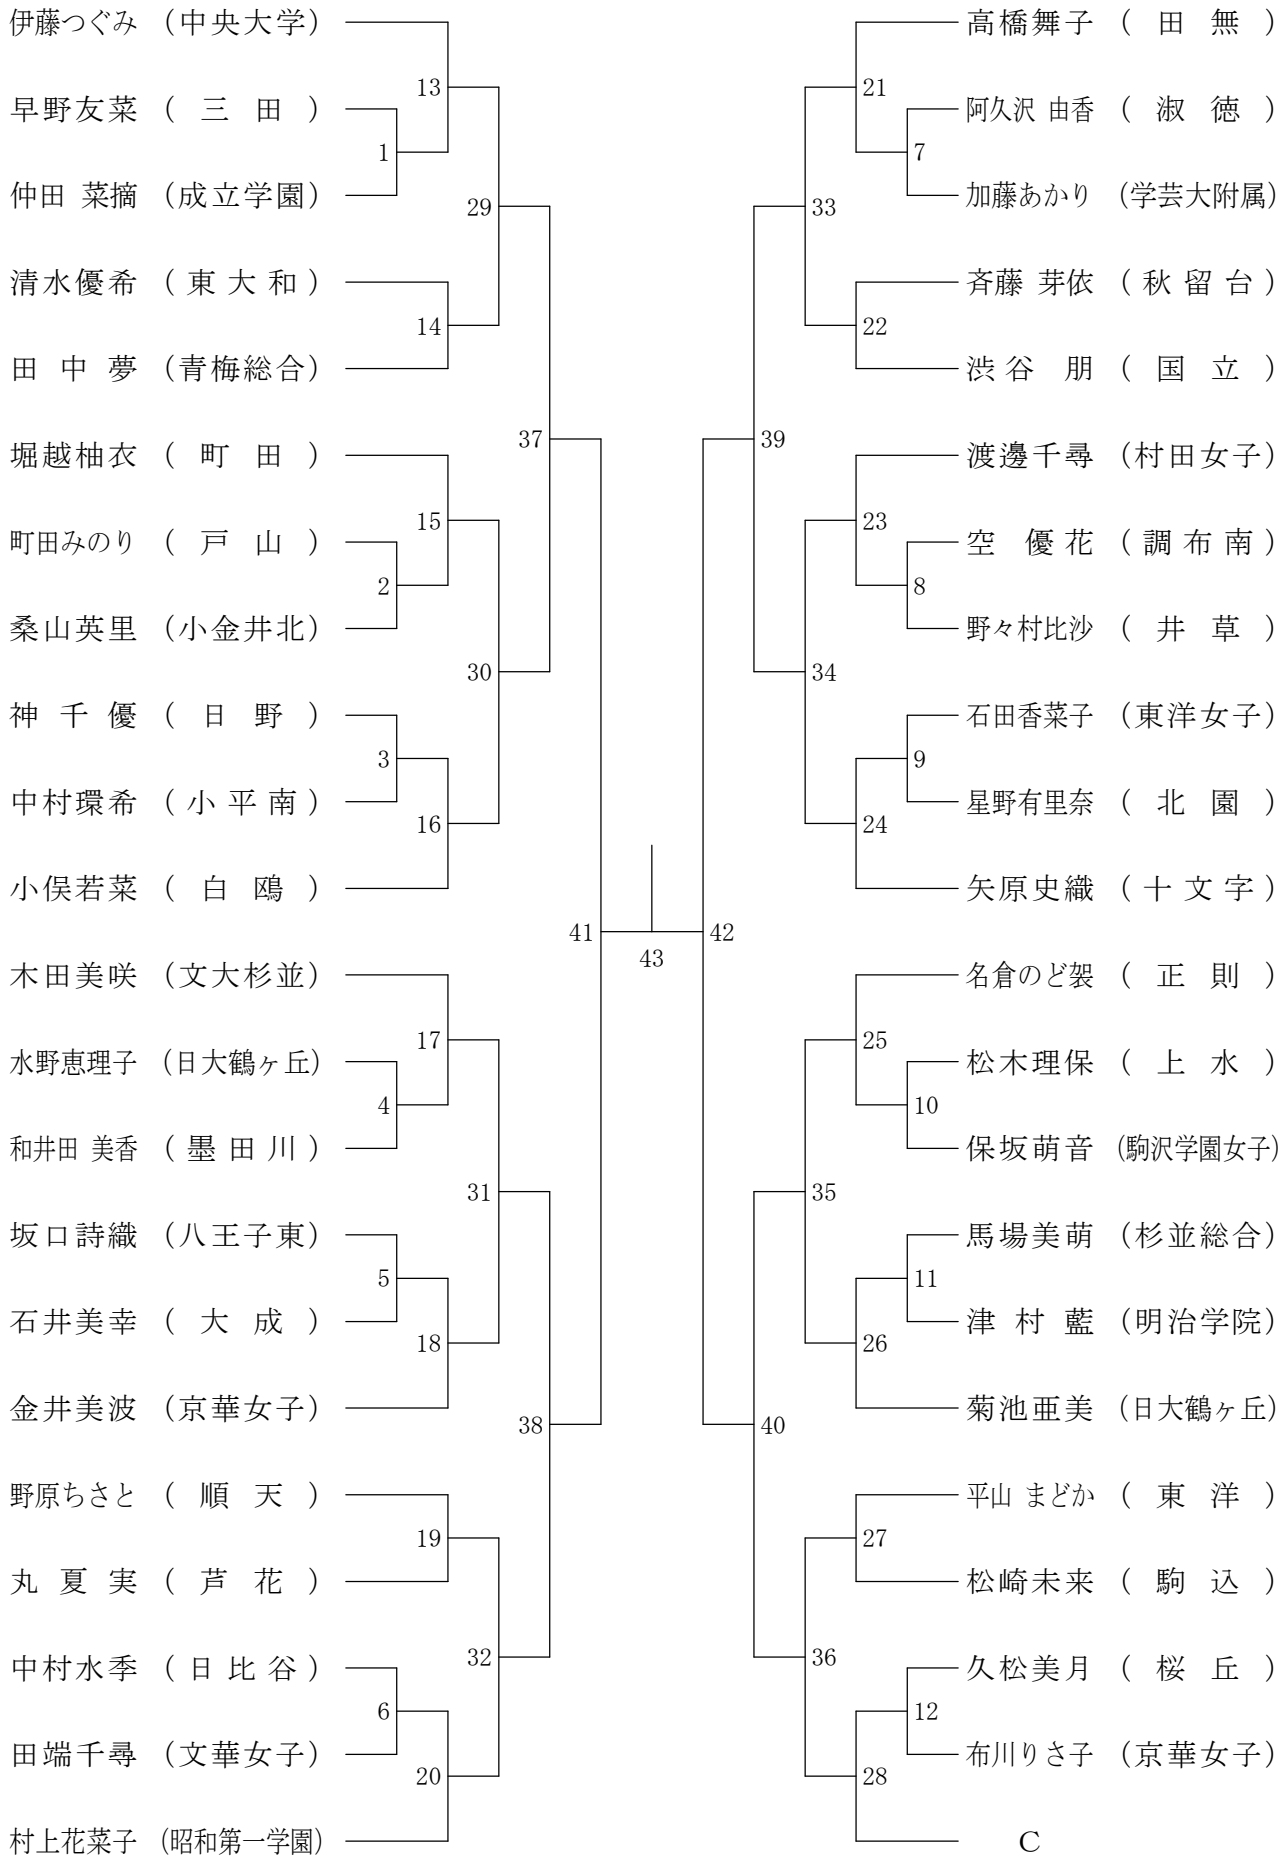 伊藤つぐみ (中央大学)
13
早野友菜 (三田)
1
仲田 菜摘 (成立学園)
29
清水優希 (東大和)
14
田中夢 (青梅総合)
37
堀越柚衣 (町田)
15
町田みのり (戸山)
2
桑山英里 (小金井北)
30
神千優 (日野)
3
中村環希 (小平南)
16
小俣若菜 (白鴎)
41
木田美咲 (文大杉並)
17
水野恵理子 (日大鶴ヶ丘)
4
和井田 美香 (墨田川)
31
坂口詩織 (八王子東)
5
石井美幸 (大成)
18
金井美波 (京華女子)
38
野原ちさと (順天)
19
丸夏実 (芦花)
32
中村水季 (日比谷)
6
田端千尋 (文華女子)
20
村上花菜子 (昭和第一学園)
43
高橋舞子 (田無)
21
阿久沢 由香 (淑徳)
7
加藤あかり (学芸大附属)
33
斉藤 芽依 (秋留台)
22
渋谷 朋 (国立)
39
渡邊千尋 (村田女子)
23
空 優花 (調布南)
8
野々村比沙 (井草)
34
石田香菜子 (東洋女子)
9
星野有里奈 (北園)
24
矢原史織 (十文字)
42
名倉のど袈 (正則)
25
松木理保 (上水)
10
保坂萌音 (駒沢学園女子)
35
馬場美萌 (杉並総合)
11
津村藍 (明治学院)
26
菊池亜美 (日大鶴ヶ丘)
40
平山 まどか (東洋)
27
松崎未来 (駒込)
36
久松美月 (桜丘)
12
布川りさ子 (京華女子)
28
C